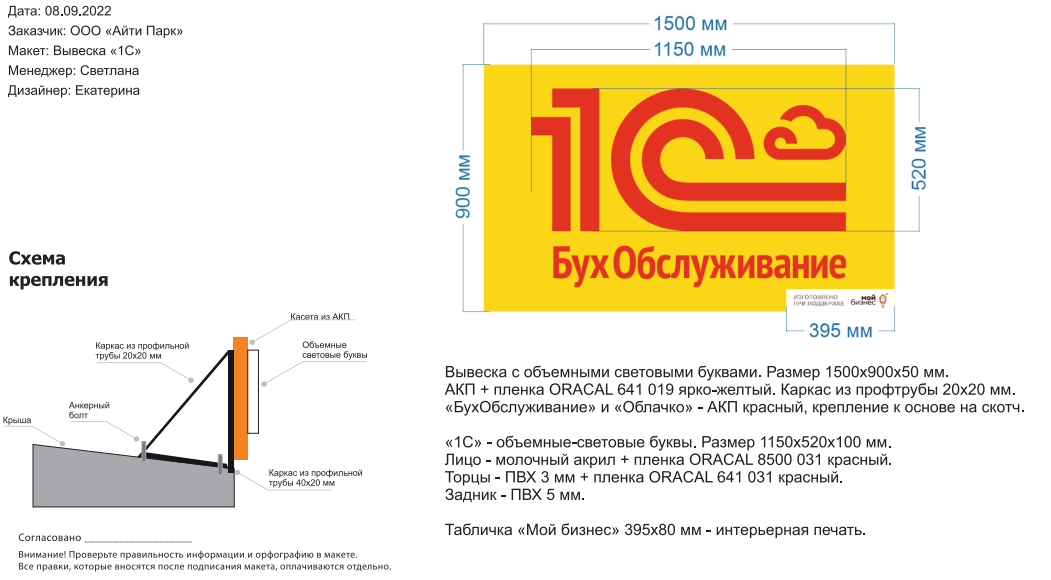 Дата: 08.09.2022
Заказчик: ООО «Айти Парк»
Макет: Вывеска «1С»
Менеджер: Светлана
Дизайнер: Екатерина
1500 мм
1150 мм
900 мм
520 мм
1С
БухОбслуживание
ИЗГОТОВЛЕНО
ПРИ ПОДДЕРЖКЕ
мой
бизнес
395 мм
Схема
крепления
Касета из АКП
Каркас из профильной
трубы 20х20 мм
Объемные
световые буквы
Анкерный
болт
Крыша
Каркас из профильной
трубы 40х20 мм
Вывеска с объемными световыми буквами. Размер 1500х900х50 мм.
АКП + пленка ORACAL 641 019 ярко-желтый. Каркас из профтрубы 20х20 мм.
«БухОбслуживание» и «Облачко» - АКП красный, крепление к основе на скотч.
«1С» - объемные-световые буквы. Размер 1150х520х100 мм.
Лицо - молочный акрил + пленка ORACAL 8500 031 красный.
Торцы - ПВХ 3 мм + пленка ORACAL 641 031 красный.
Задник - ПВХ 5 мм.
Табличка «Мой бизнес» 395х80 мм - интерьерная печать.
Согласовано ____________________
Внимание! Проверьте правильность информации и орфографию в макете.
Все правки, которые вносятся после подписания макета, оплачиваются отдельно.